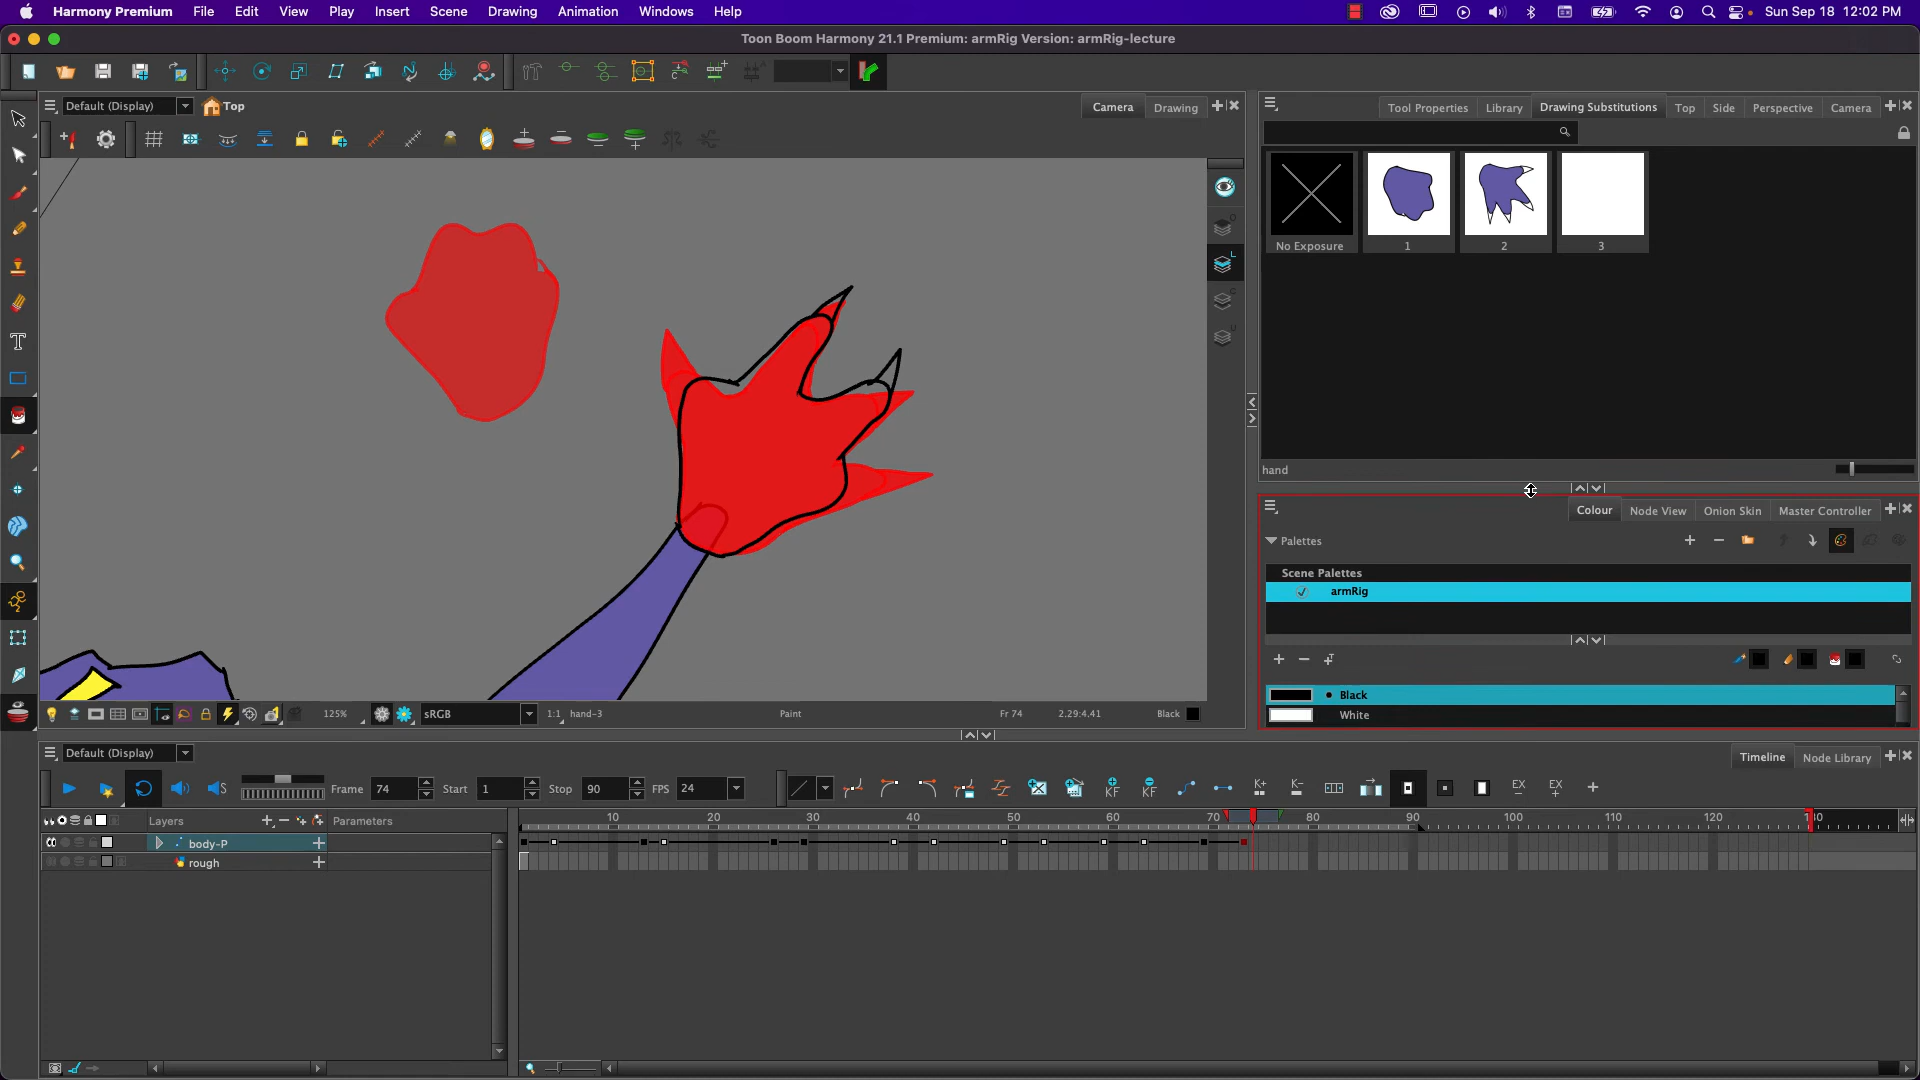 Harmony Premium File Edit View Play Insert Scene Drawing Animation Windows Help Sun Sep 18 12:02 PM
Toon Boom Harmony 21.1 Premium: armRig Version: armRig-lecture
Default (Display) Top Camera Drawing
Tool Properties Library Drawing Substitutions Top Side Perspective Camera
No Exposure 1 2 3
hand
Colour Node View Onion Skin Master Controller
Palettes
Scene Palettes
armRig
Black
White
125% sRGB 1:1 hand-3 Paint Fr 74 2.29:4.41 Black
Default (Display) Timeline Node Library
Frame 74 Start 1 Stop 90 FPS 24 KF KF EX EX
Layers Parameters 10 20 30 40 50 60 70 80 90 100 110 120
body-P
rough